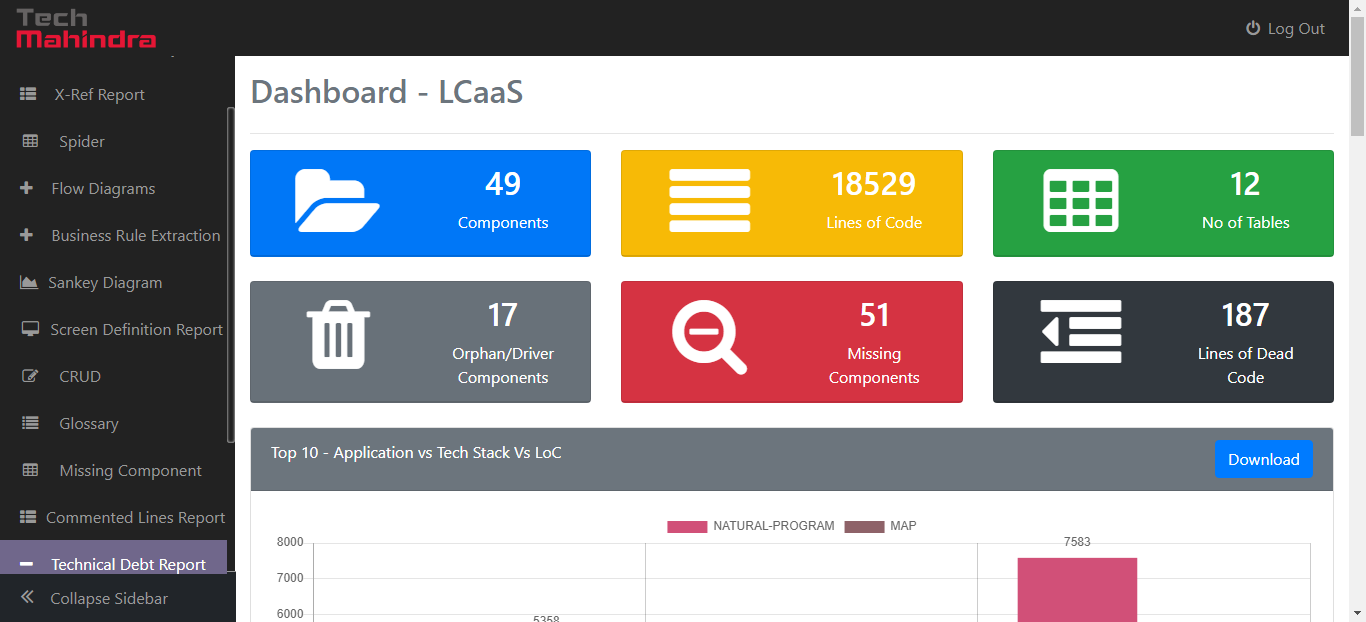 Tech
Mahindra
Log Out
X-Ref Report
Spider
Flow Diagrams
Business Rule Extraction
Sankey Diagram
Screen Definition Report
CRUD
Glossary
Missing Component
Commented Lines Report
Technical Debt Report
Collapse Sidebar
Dashboard - LCaaS
49
Components
18529
Lines of Code
12
No of Tables
17
Orphan/Driver
Components
51
Missing
Components
187
Lines of Dead
Code
Top 10 - Application vs Tech Stack Vs LoC
Download
NATURAL-PROGRAM MAP
8000
7583
7000
6000
5358